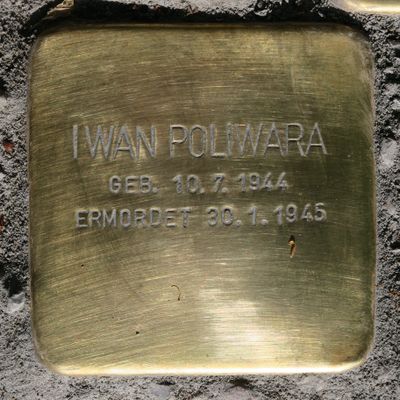 IWAN POLIWARA
GEB. 10.7.1944
ERMORDET 30.1.1945